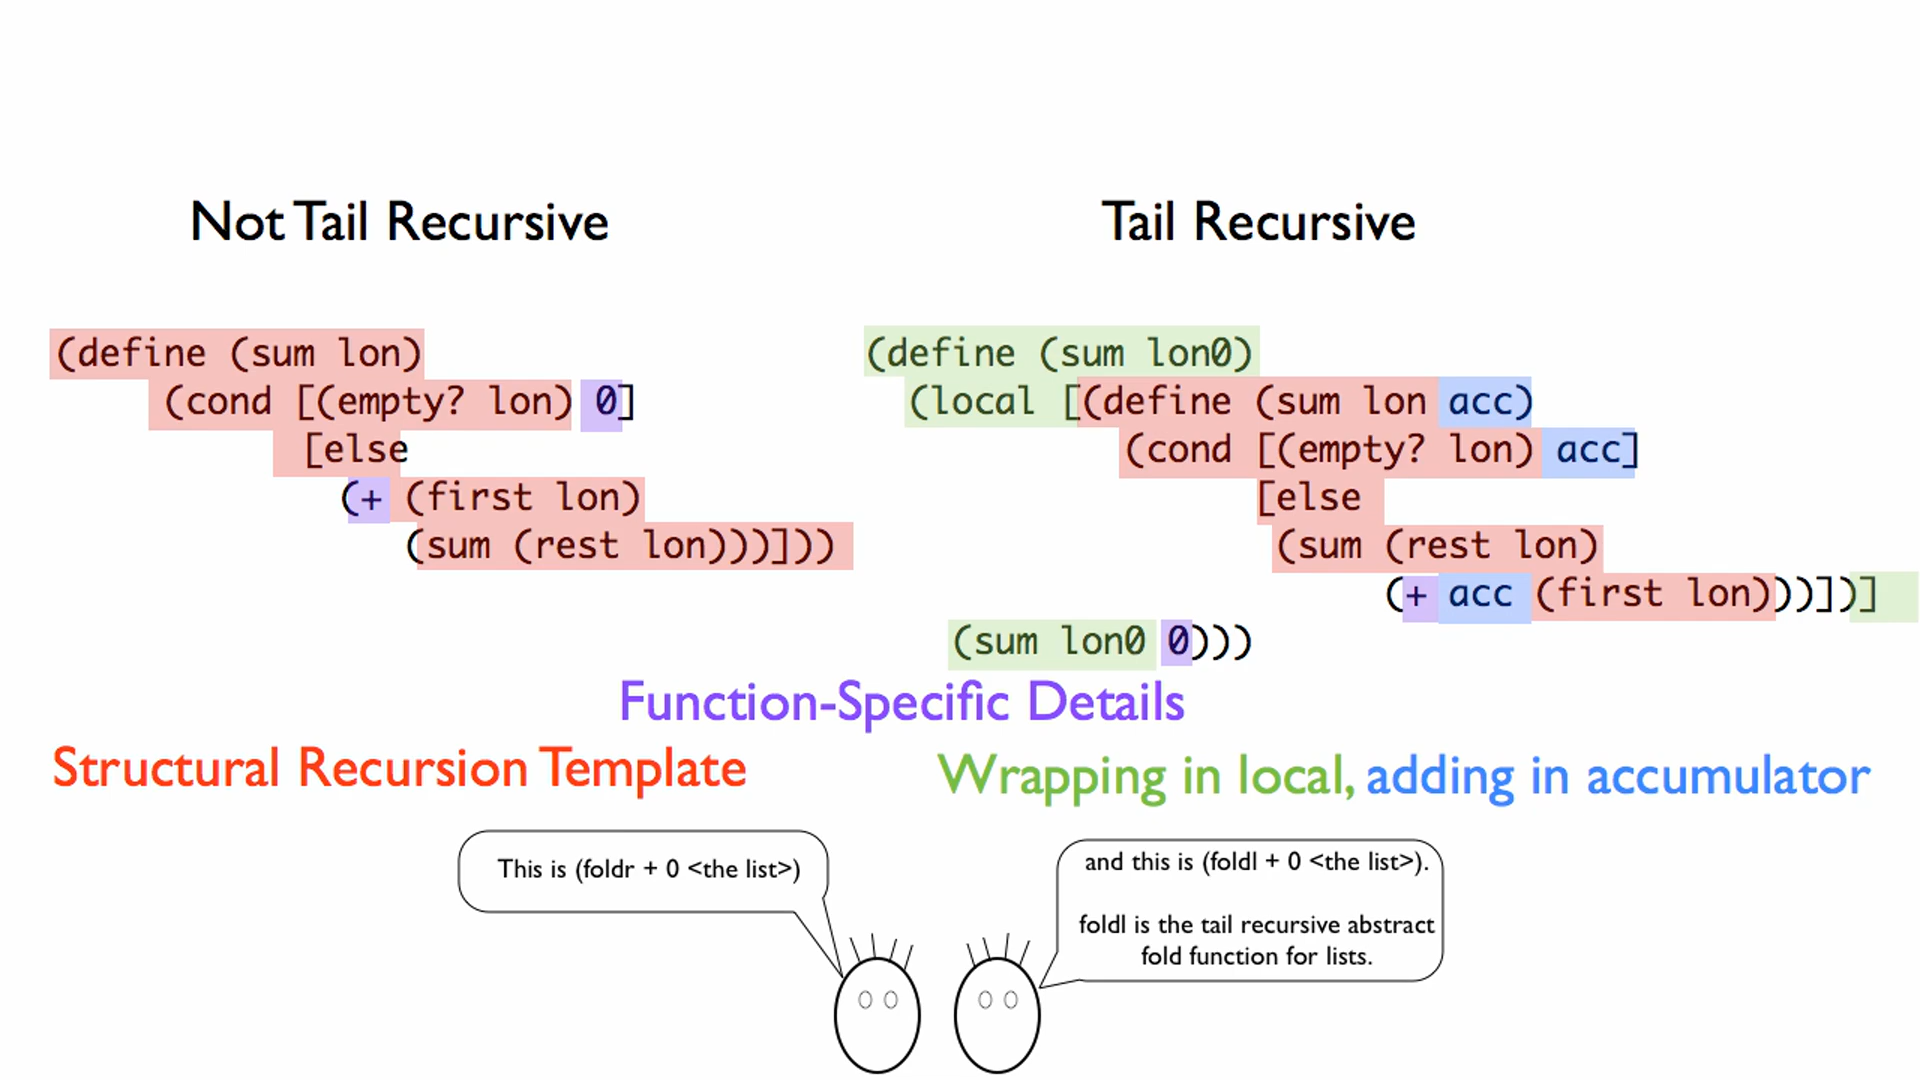 Not Tail Recursive
(define (sum lon)
(cond [(empty? lon) 0]
[else
(+ (first lon)
(sum (rest lon)))]))
Tail Recursive
(define (sum lon0)
(local [(define (sum lon acc)
(cond [(empty? lon) acc]
[else
(sum (rest lon)
(+ acc (first lon)))])]
(sum lon0 0)))
Function-Specific Details
Structural Recursion Template
Wrapping in local, adding in accumulator
This is (foldr + 0 <the list>)
and this is (foldl + 0 <the list>).
foldl is the tail recursive abstract
fold function for lists.